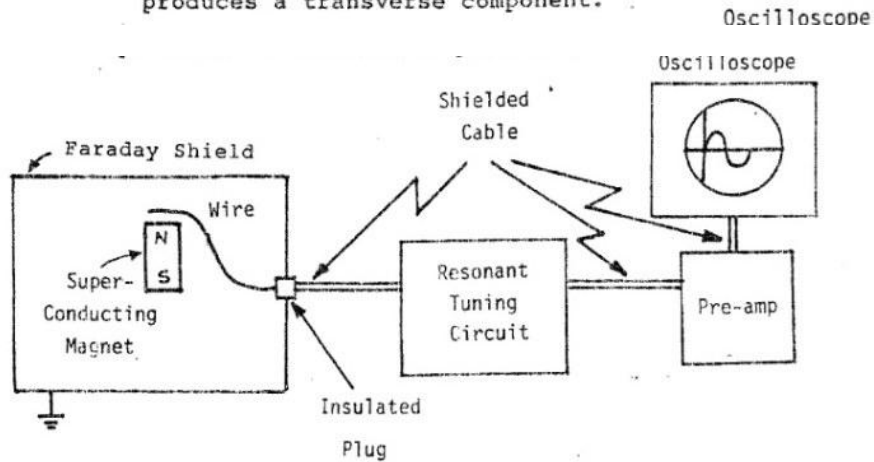 produces a transverse component.
Oscilloscope
Oscilloscope
Shielded
Cable
Faraday Shield
Wire
N
S
Super-
Conducting
Magnet
Resonant
Tuning
Circuit
Pre-amp
Insulated
Plug